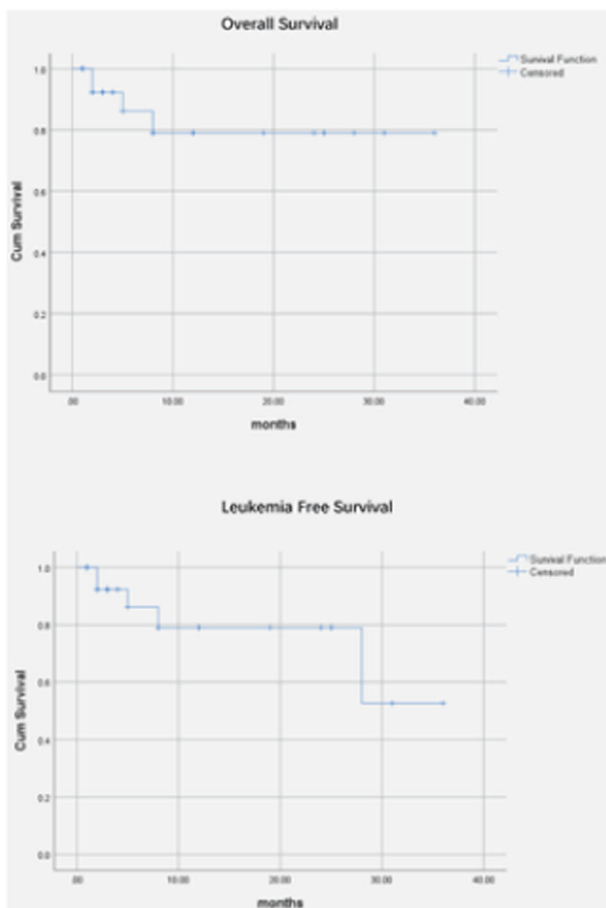 Overall Survival
Survival Function
Censored
1.0
0.8
0.6
0.4
0.2
0.0
Cum Survival
.00 10.00 20.00 30.00 40.00
months
Leukemia Free Survival
Survival Function
Censored
1.0
0.8
0.6
0.4
0.2
0.0
Cum Survival
.00 10.00 20.00 30.00 40.00
months